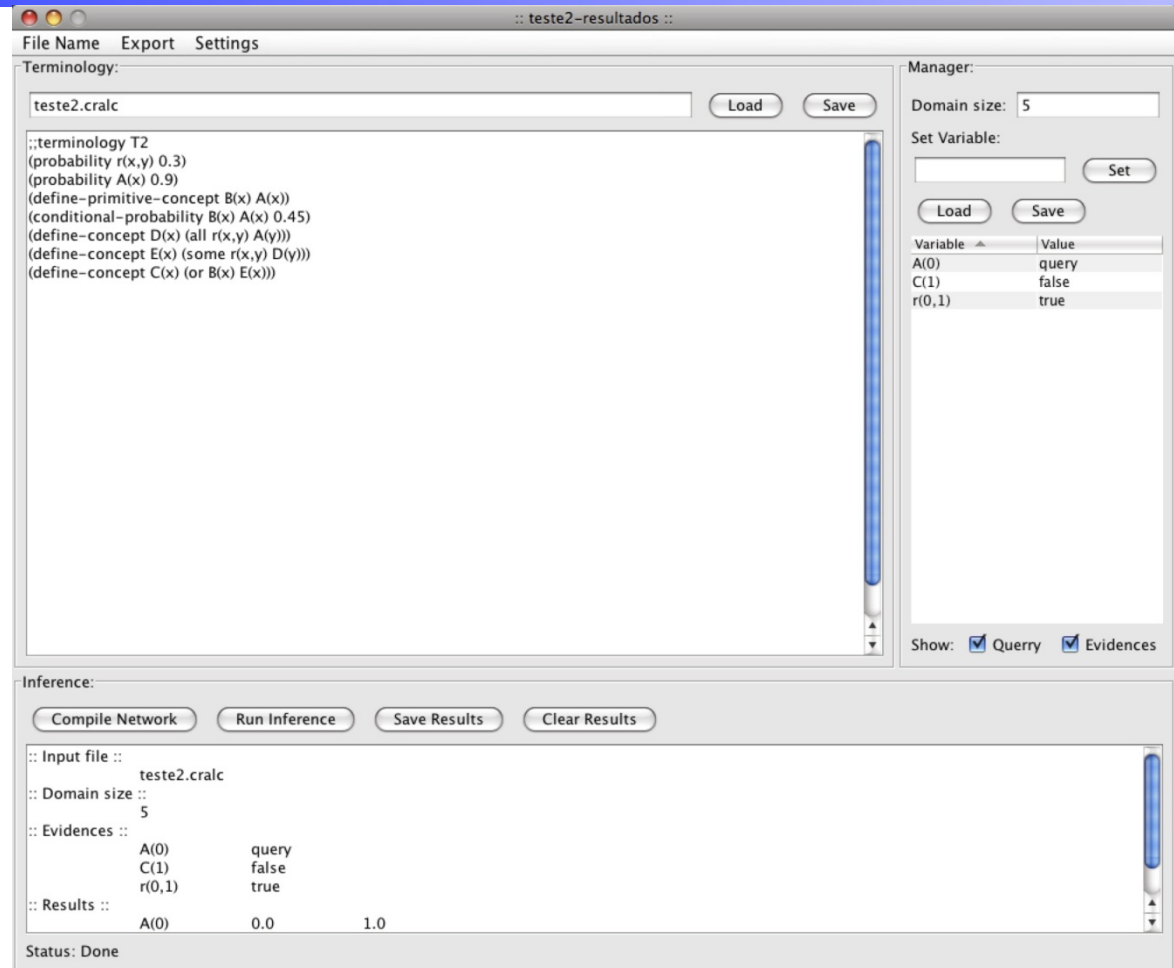 :: teste2-resultados ::
File Name Export Settings
Terminology:
teste2.cralc Load Save
;;terminology T2
(probability r(x,y) 0.3)
(probability A(x) 0.9)
(define-primitive-concept B(x) A(x))
(conditional-probability B(x) A(x) 0.45)
(define-concept D(x) (all r(x,y) A(y)))
(define-concept E(x) (some r(x,y) D(y)))
(define-concept C(x) (or B(x) E(x)))
Manager:
Domain size: 5
Set Variable:
Set
Load Save
Variable Value
A(0) query
C(1) false
r(0,1) true
Show: Querry Evidences
Inference:
Compile Network Run Inference Save Results Clear Results
:: Input file ::
teste2.cralc
:: Domain size ::
5
:: Evidences ::
A(0) query
C(1) false
r(0,1) true
:: Results ::
A(0) 0.0 1.0
Status: Done